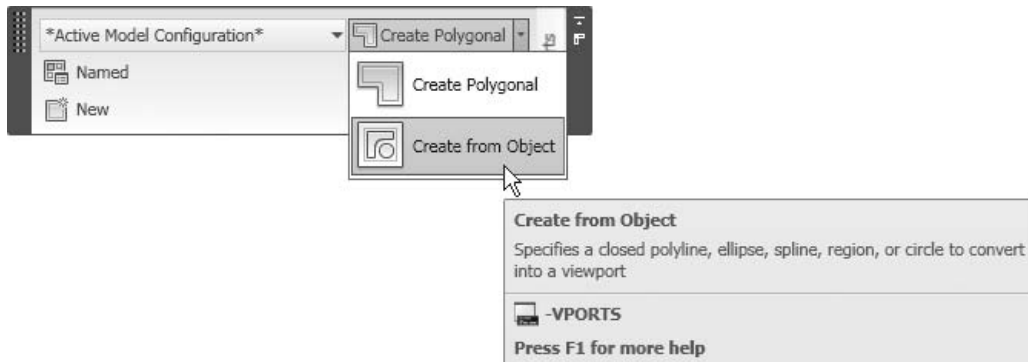 *Active Model Configuration*
Create Polygonal
Named
New
Create Polygonal
Create from Object
Create from Object
Specifies a closed polyline, ellipse, spline, region, or circle to convert
into a viewport
-VPORTS
Press F1 for more help